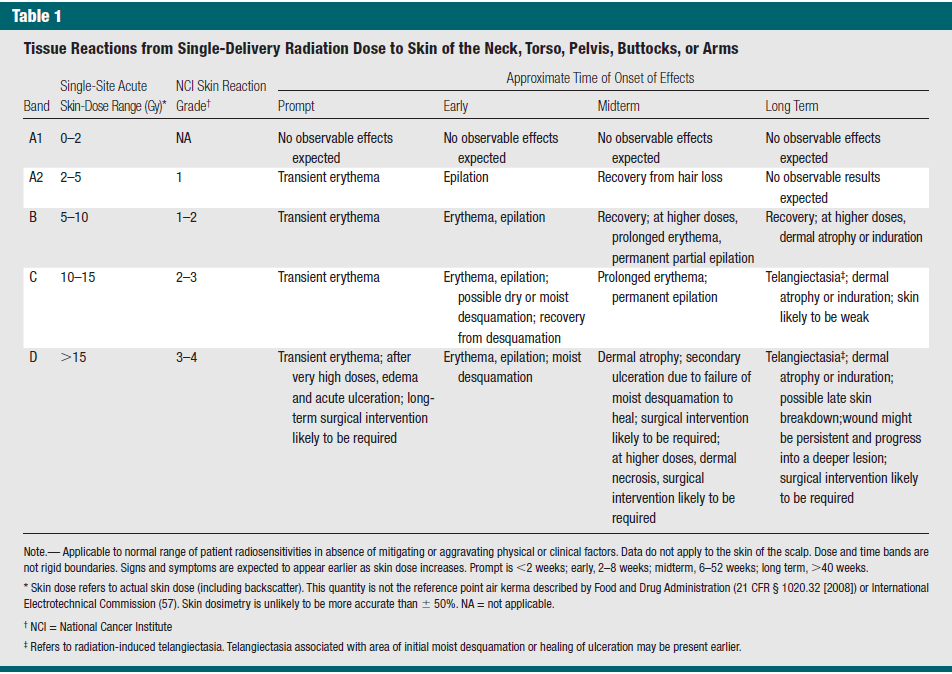 Table 1
Tissue Reactions from Single-Delivery Radiation Dose to Skin of the Neck, Torso, Pelvis, Buttocks, or Arms
Single-Site Acute NCI Skin Reaction Approximate Time of Onset of Effects
Band Skin-Dose Range (Gy)* Grade† Prompt Early Midterm Long Term
A1 0–2 NA No observable effects No observable effects No observable effects No observable effects
expected expected expected expected
A2 2–5 1 Transient erythema Epilation Recovery from hair loss No observable results
expected
B 5–10 1–2 Transient erythema Erythema, epilation Recovery; at higher doses, Recovery; at higher doses,
prolonged erythema, dermal atrophy or induration
permanent partial epilation
C 10–15 2–3 Transient erythema Erythema, epilation; Prolonged erythema; Telangiectasia‡; dermal
possible dry or moist permanent epilation atrophy or induration; skin
desquamation; recovery likely to be weak
from desquamation
D >15 3–4 Transient erythema; after Erythema, epilation; moist Dermal atrophy; secondary Telangiectasia‡; dermal
very high doses, edema desquamation ulceration due to failure of atrophy or induration;
and acute ulceration; long- moist desquamation to possible late skin
term surgical intervention heal; surgical intervention breakdown;wound might
likely to be required likely to be required; be persistent and progress
at higher doses, dermal into a deeper lesion;
necrosis, surgical surgical intervention likely
intervention likely to be to be required
required
Note.— Applicable to normal range of patient radiosensitivities in absence of mitigating or aggravating physical or clinical factors. Data do not apply to the skin of the scalp. Dose and time bands are
not rigid boundaries. Signs and symptoms are expected to appear earlier as skin dose increases. Prompt is <2 weeks; early, 2–8 weeks; midterm, 6–52 weeks; long term, >40 weeks.
* Skin dose refers to actual skin dose (including backscatter). This quantity is not the reference point air kerma described by Food and Drug Administration (21 CFR § 1020.32 [2008]) or International
Electrotechnical Commission (57). Skin dosimetry is unlikely to be more accurate than ± 50%. NA = not applicable.
† NCI = National Cancer Institute
‡ Refers to radiation-induced telangiectasia. Telangiectasia associated with area of initial moist desquamation or healing of ulceration may be present earlier.